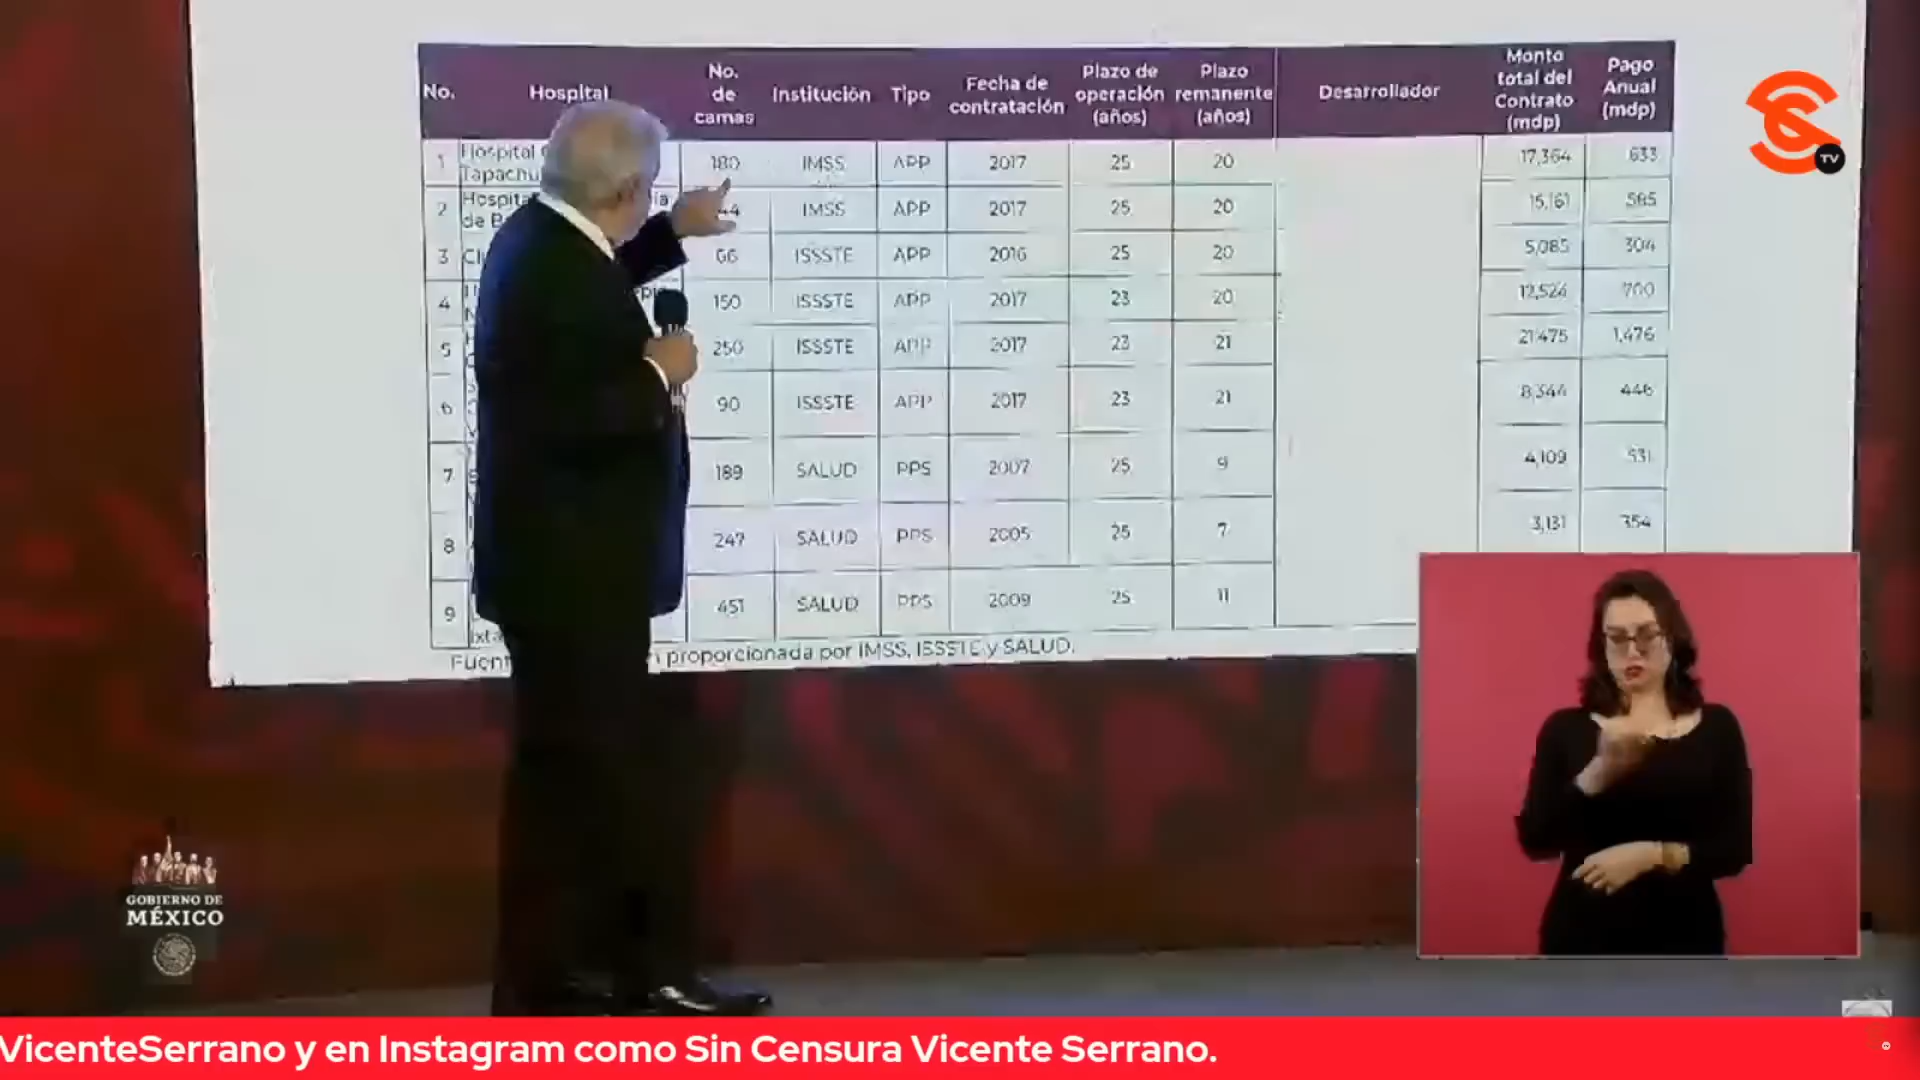 No. Hospital No. de camas Institución Tipo Fecha de contratación Plazo de operación (años) Plazo remanente (años) Desarrollador Monto total del Contrato (mdp) Pago Anual (mdp)
1 Hospital 180 IMSS APP 2017 25 20 17,364 633
2 IMSS APP 2017 25 20 15,161 585
3 66 ISSSTE APP 2016 25 20 5,085 304
4 150 ISSSTE APP 2017 23 20 12,524 700
5 250 ISSSTE APP 2017 23 21 21,475 1,476
6 90 ISSSTE APP 2017 23 21 8,344 446
7 189 SALUD PPS 2007 25 9 4,109 531
8 247 SALUD PPS 2005 25 7 3,131 354
9 451 SALUD PPS 2009 25 11
proporcionada por IMSS, ISSSTE y SALUD.
TV
GOBIERNO DE
MÉXICO
VicenteSerrano y en Instagram como Sin Censura Vicente Serrano.